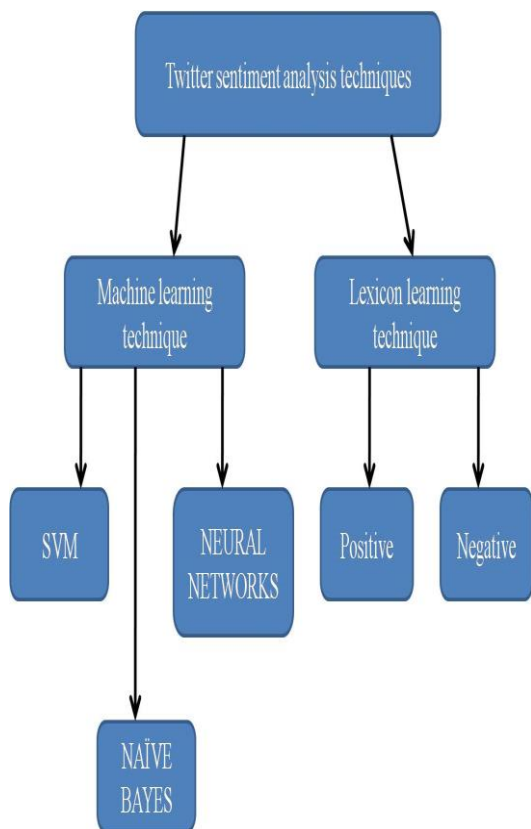 Twitter sentiment analysis techniques
Machine learning
technique
Lexicon learning
technique
SVM
NEURAL
NETWORKS
Positive
Negative
NAÏVE
BAYES